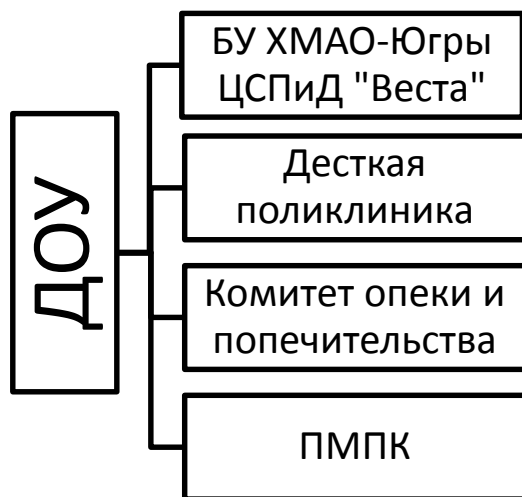 ДОУ
БУ ХМАО-Югры
ЦСПиД "Веста"
Десткая
поликлиника
Комитет опеки и
попечительства
ПМПК